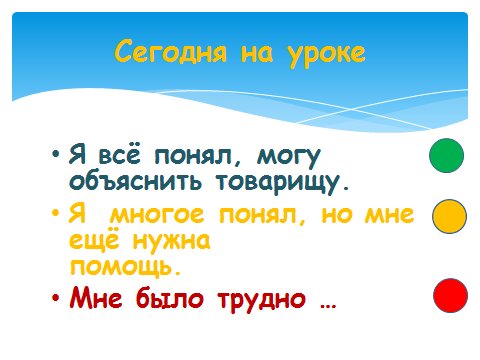 Сегодня на уроке
• Я всё понял, могу
объяснить товарищу.
• Я многое понял, но мне
ещё нужна
помощь.
• Мне было трудно …